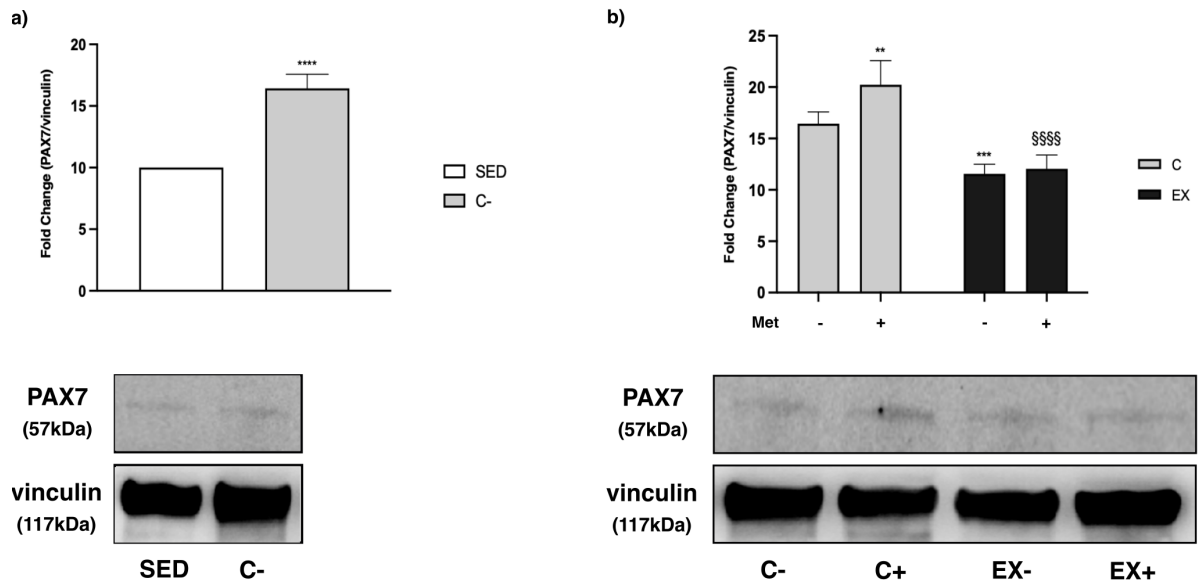 a)
20
15
10
5
0
Fold Change (PAX7/vinculin)
****
SED
C-
PAX7
(57kDa)
vinculin
(117kDa)
SED C-
b)
25
20
15
10
5
0
Fold Change (PAX7/vinculin)
**
***
§§§§
C
EX
Met - + - +
PAX7
(57kDa)
vinculin
(117kDa)
C- C+ EX- EX+